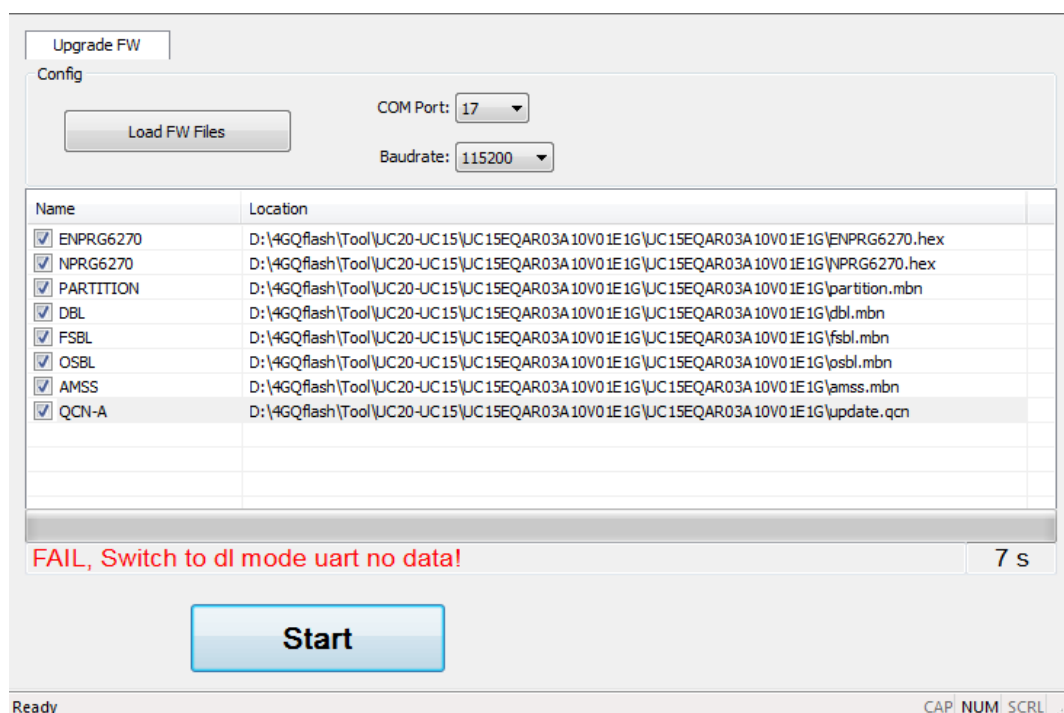 Upgrade FW
Config
Load FW Files
COM Port: 17
Baudrate: 115200
Name Location
ENPRG6270 D:\4GQflash\Tool\UC20-UC15\UC15EQAR03A10V01E1G\UC15EQAR03A10V01E1G\ENPRG6270.hex
NPRG6270 D:\4GQflash\Tool\UC20-UC15\UC15EQAR03A10V01E1G\UC15EQAR03A10V01E1G\NPRG6270.hex
PARTITION D:\4GQflash\Tool\UC20-UC15\UC15EQAR03A10V01E1G\UC15EQAR03A10V01E1G\partition.mbn
DBL D:\4GQflash\Tool\UC20-UC15\UC15EQAR03A10V01E1G\UC15EQAR03A10V01E1G\dbl.mbn
FSBL D:\4GQflash\Tool\UC20-UC15\UC15EQAR03A10V01E1G\UC15EQAR03A10V01E1G\fsbl.mbn
OSBL D:\4GQflash\Tool\UC20-UC15\UC15EQAR03A10V01E1G\UC15EQAR03A10V01E1G\osbl.mbn
AMSS D:\4GQflash\Tool\UC20-UC15\UC15EQAR03A10V01E1G\UC15EQAR03A10V01E1G\amss.mbn
QCN-A D:\4GQflash\Tool\UC20-UC15\UC15EQAR03A10V01E1G\UC15EQAR03A10V01E1G\update.qcn
FAIL, Switch to dl mode uart no data! 7 s
Start
Ready CAP NUM SCRL